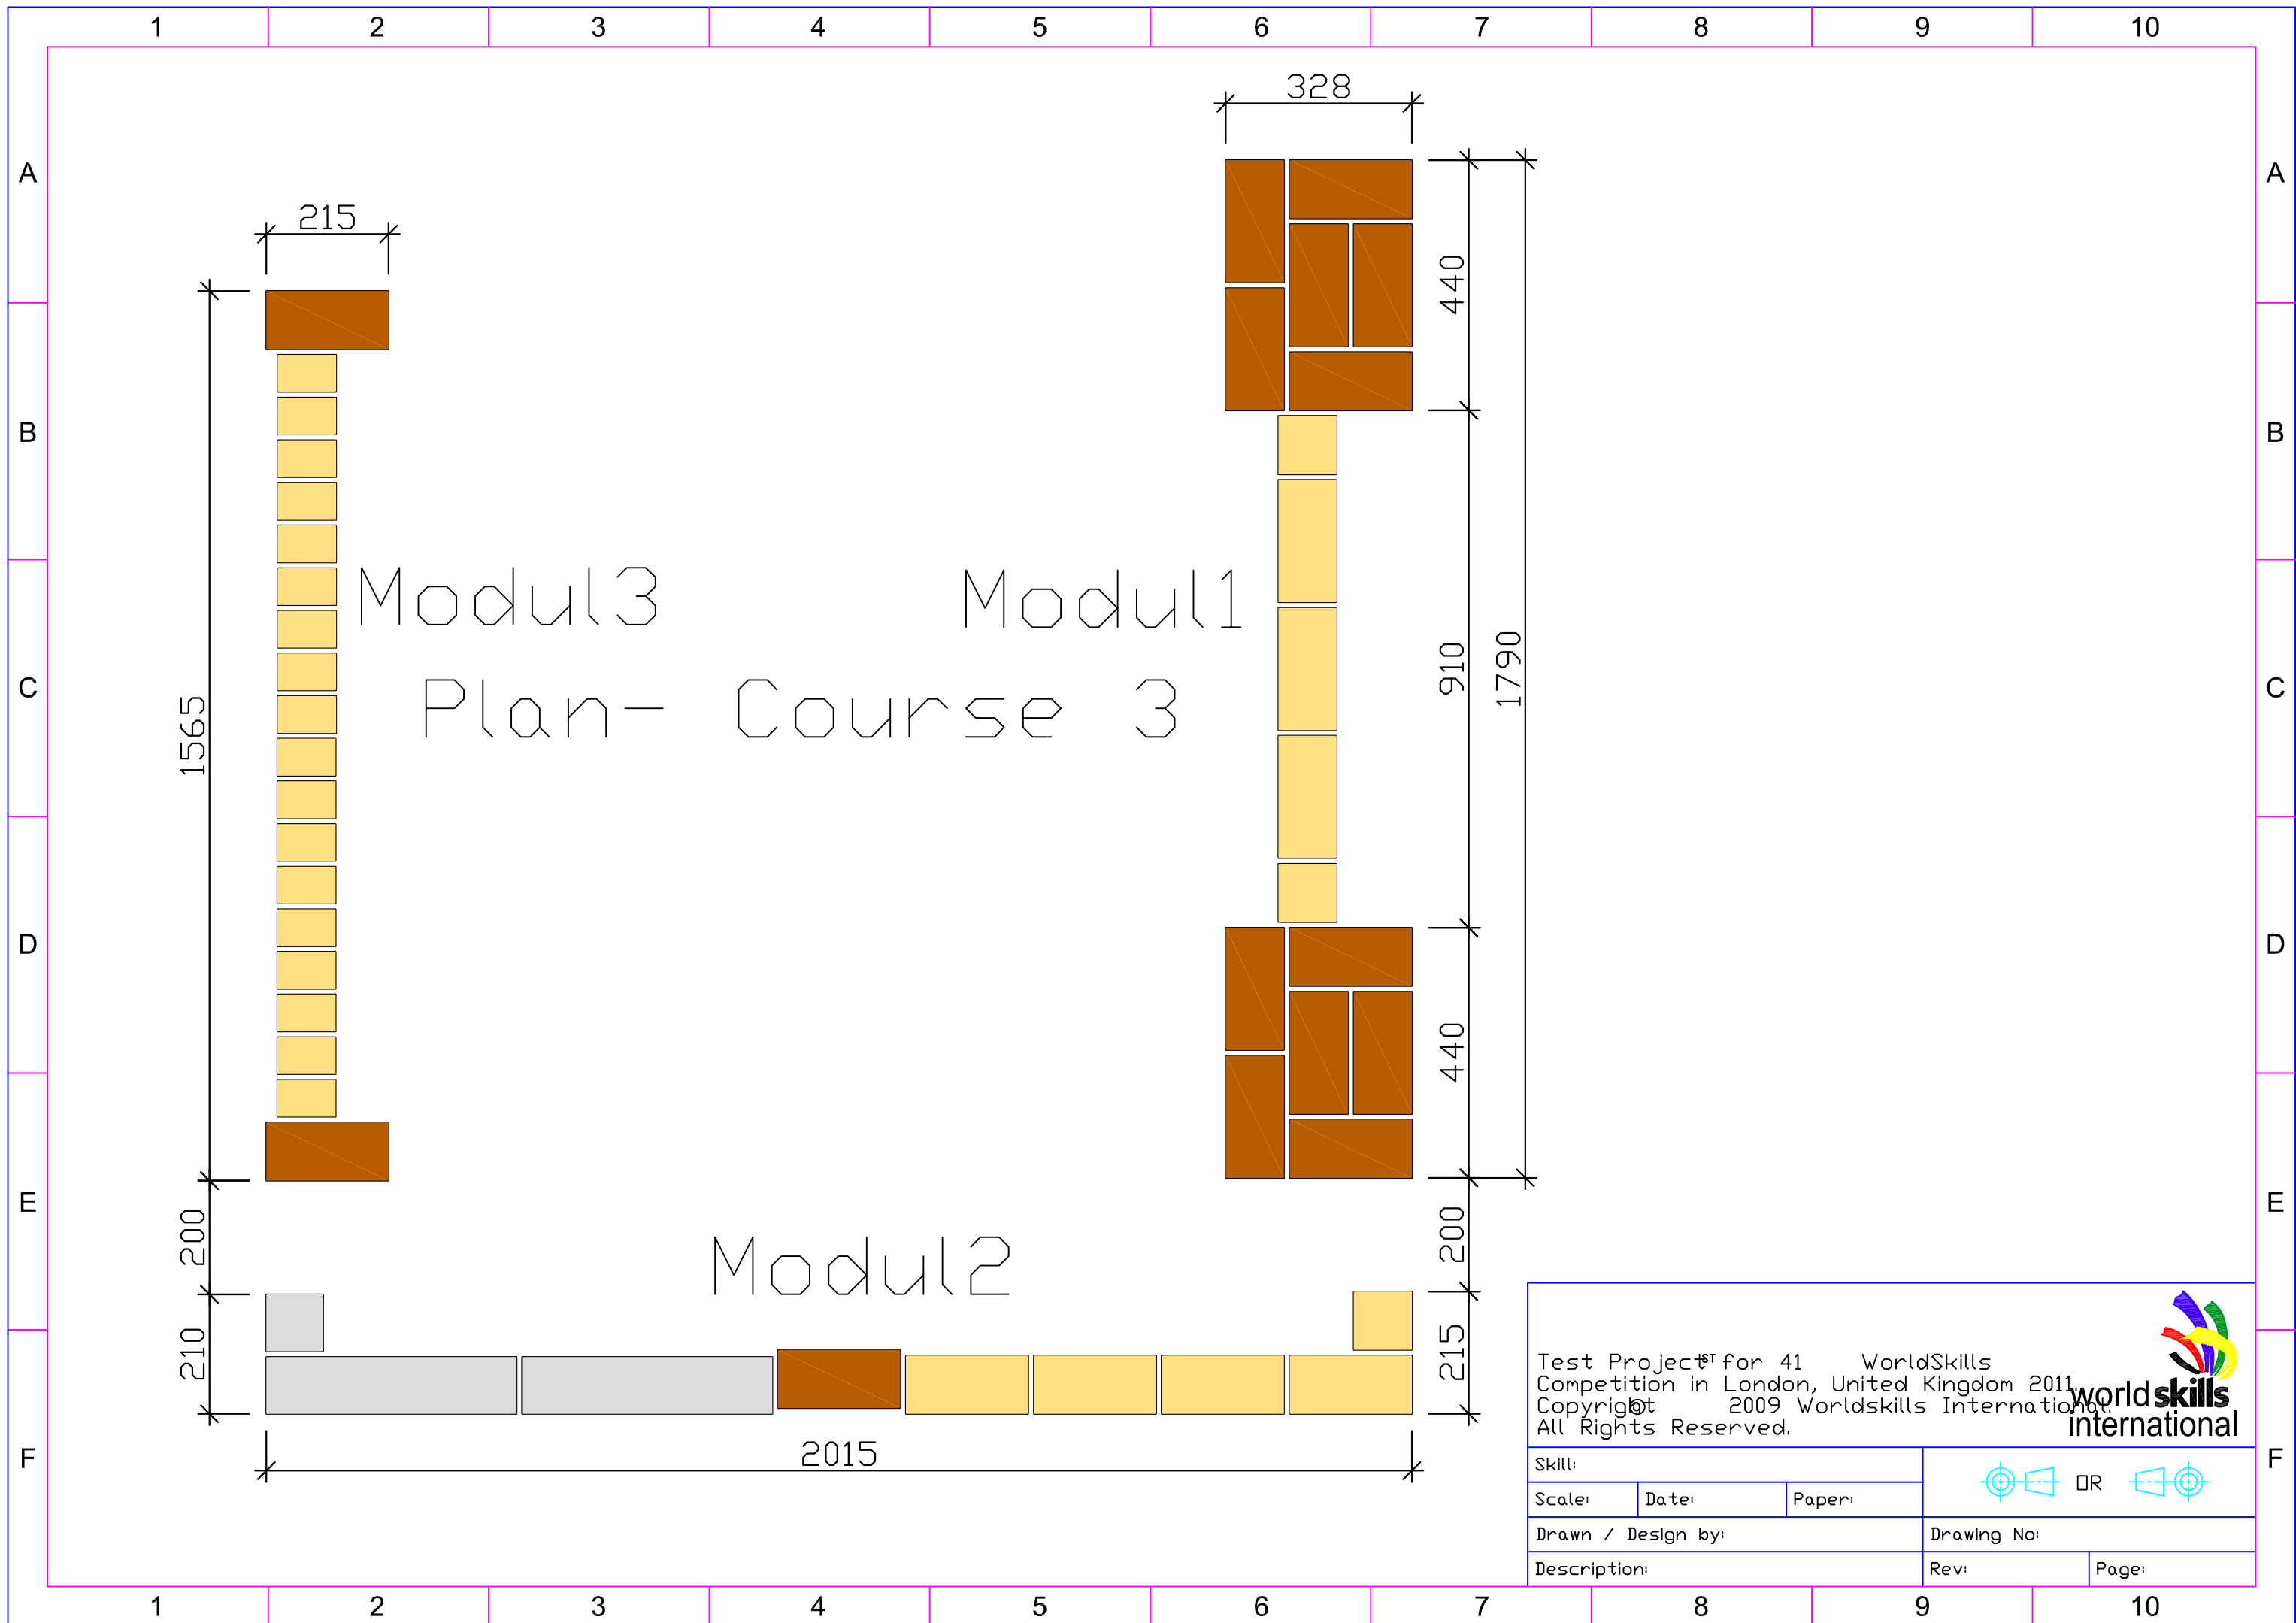 1 2 3 4 5 6 7 8 9 10
328
A A
215
440
B B
Modul3 Modul1
910
1790
C C
Plan- Course 3
1565
D D
440
E E
200 200
Modul2
210 215
2015
F F
Test Project for 41ST WorldSkills
Competition in London, United Kingdom 2011.
Copyright © 2009 Worldskills International.
All Rights Reserved.
worldskills
international
Skill:
OR
Scale: Date: Paper:
Drawn / Design by: Drawing No:
Description: Rev: Page:
1 2 3 4 5 6 7 8 9 10